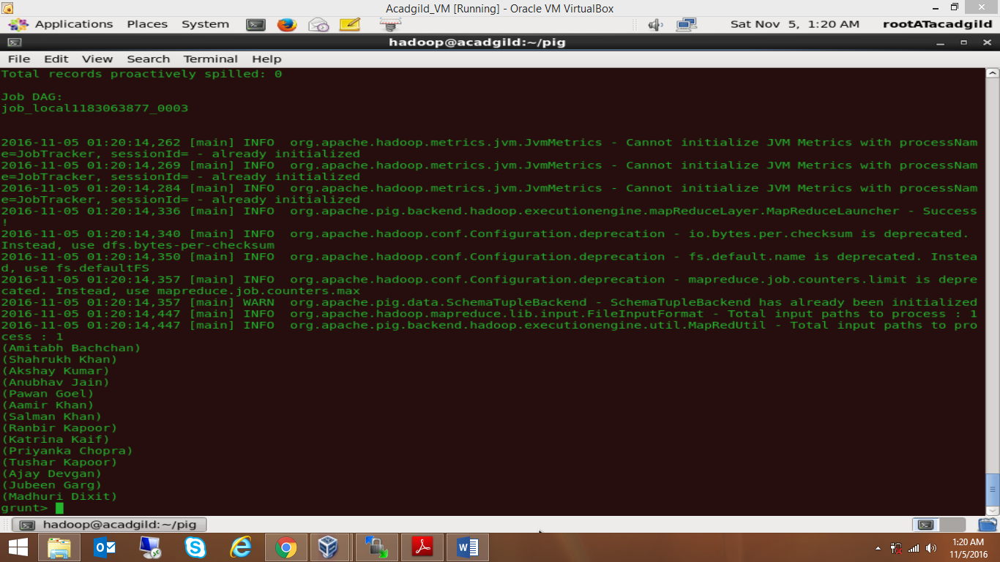 Acadgild_VM [Running] - Oracle VM VirtualBox
Applications Places System Sat Nov 5, 1:20 AM rootATacadgild
hadoop@acadgild:~/pig
File Edit View Search Terminal Help
Total records proactively spilled: 0
Job DAG:
job_local1183063877_0003
2016-11-05 01:20:14,262 [main] INFO  org.apache.hadoop.metrics.jvm.JvmMetrics - Cannot initialize JVM Metrics with processNam
e=JobTracker, sessionId= - already initialized
2016-11-05 01:20:14,269 [main] INFO  org.apache.hadoop.metrics.jvm.JvmMetrics - Cannot initialize JVM Metrics with processNam
e=JobTracker, sessionId= - already initialized
2016-11-05 01:20:14,284 [main] INFO  org.apache.hadoop.metrics.jvm.JvmMetrics - Cannot initialize JVM Metrics with processNam
e=JobTracker, sessionId= - already initialized
2016-11-05 01:20:14,336 [main] INFO  org.apache.pig.backend.hadoop.executionengine.mapReduceLayer.MapReduceLauncher - Success
!
2016-11-05 01:20:14,340 [main] INFO  org.apache.hadoop.conf.Configuration.deprecation - io.bytes.per.checksum is deprecated.
Instead, use dfs.bytes-per-checksum
2016-11-05 01:20:14,350 [main] INFO  org.apache.hadoop.conf.Configuration.deprecation - fs.default.name is deprecated. Instea
d, use fs.defaultFS
2016-11-05 01:20:14,357 [main] INFO  org.apache.hadoop.conf.Configuration.deprecation - mapreduce.job.counters.limit is depre
cated. Instead, use mapreduce.job.counters.max
2016-11-05 01:20:14,357 [main] WARN  org.apache.pig.data.SchemaTupleBackend - SchemaTupleBackend has already been initialized
2016-11-05 01:20:14,447 [main] INFO  org.apache.hadoop.mapreduce.lib.input.FileInputFormat - Total input paths to process : 1
2016-11-05 01:20:14,447 [main] INFO  org.apache.pig.backend.hadoop.executionengine.util.MapRedUtil - Total input paths to pro
cess : 1
(Amitabh Bachchan)
(Shahrukh Khan)
(Akshay Kumar)
(Anubhav Jain)
(Pawan Goel)
(Aamir Khan)
(Salman Khan)
(Ranbir Kapoor)
(Katrina Kaif)
(Priyanka Chopra)
(Tushar Kapoor)
(Ajay Devgan)
(Jubeen Garg)
(Madhuri Dixit)
grunt>
hadoop@acadgild:~/pig
1:20 AM
11/5/2016